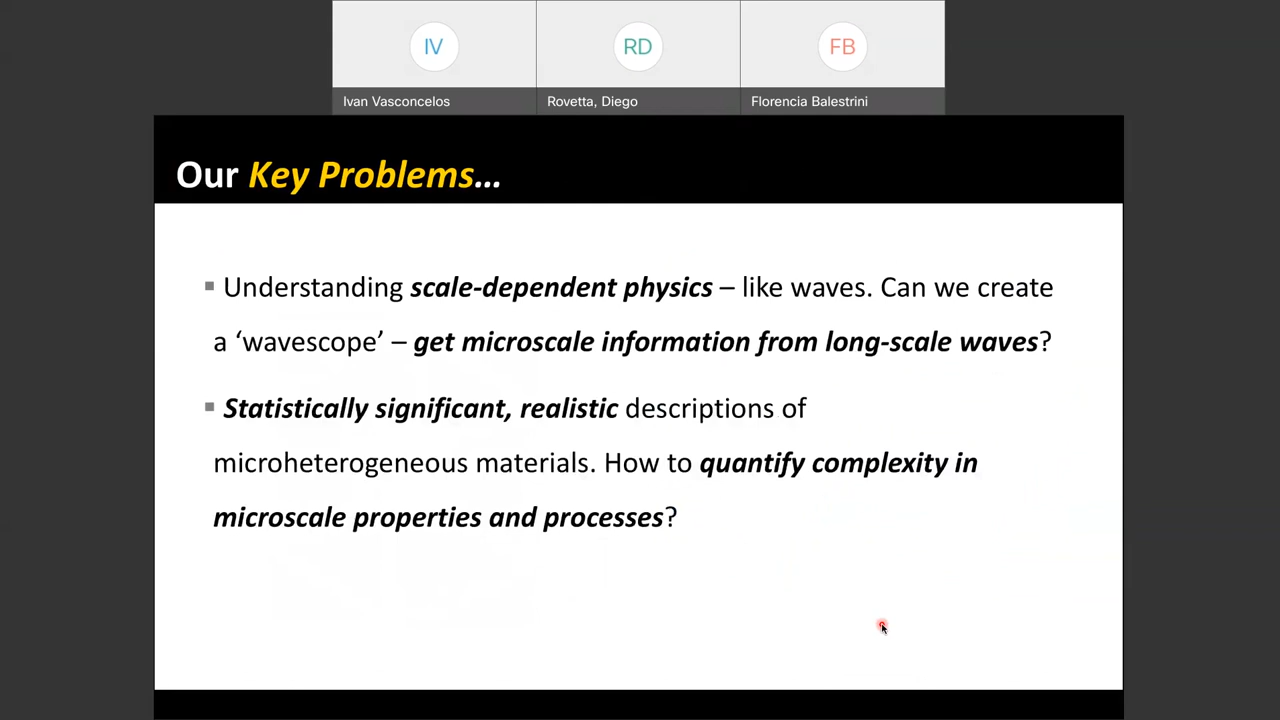 IV
RD
FB
Ivan Vasconcelos
Rovetta, Diego
Florencia Balestrini
Our Key Problems...
▪ Understanding scale-dependent physics – like waves. Can we create
a ‘wavescope’ – get microscale information from long-scale waves?
▪ Statistically significant, realistic descriptions of
microheterogeneous materials. How to quantify complexity in
microscale properties and processes?